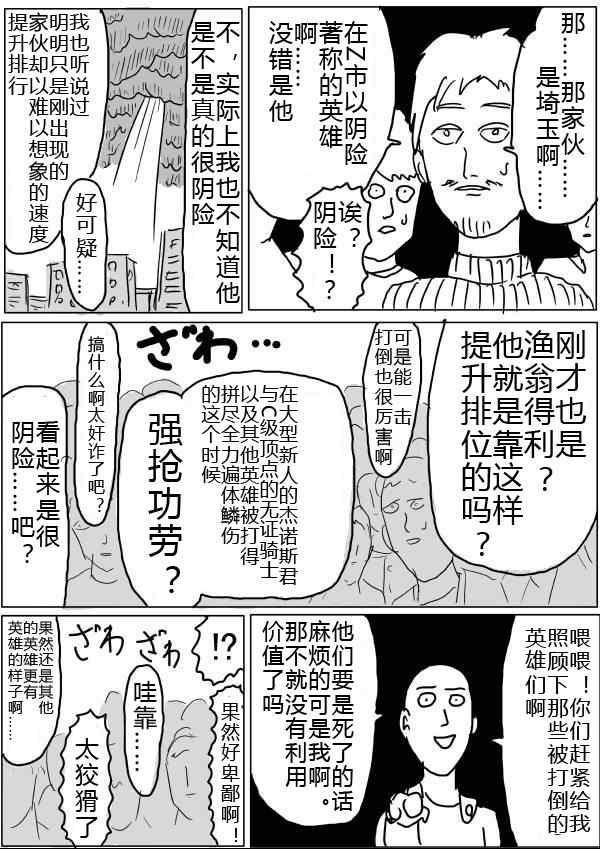 那……那家伙……
是埼玉啊……
在Z市以阴险
著称的英雄
啊……
没错是他
诶？
阴险！？
不，实际上我也不知道他
是不是真的很阴险
我也听说过
明明只是刚出现的
家伙却以难以想象的速度
提升排行
好可疑……
刚才也是
渔翁得利？
他就是靠这样
提升排位的吗？
可是能一击
打倒也很厉害啊
ざわ…
在大型新人的杰诺斯君
与C级顶点的无证骑士
以及其他英雄被打得
拼尽全力遍体鳞伤
的这个时候
强抢功劳？
搞什么啊太奸诈了吧？
看起来是很
阴险……吧？
喂喂！你们赶紧给我
照顾下那些被打倒的
英雄们啊
他们要是死了的话
麻烦的可是我啊。
那不就没有利用
价值了吗
!?
果然好卑鄙啊！
ざわ
ざわ
哇靠……
太狡猾了
果然还是其他
的英雄更有
英雄的样子啊……